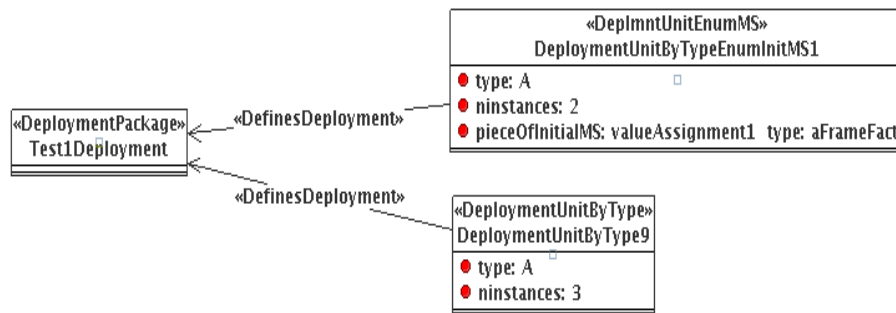 «DeplmntUnitEnumMS»
DeploymentUnitByTypeEnumInitMS1
type: A
ninstances: 2
pieceOfInitialMS: valueAssignment1 type: aFrameFact
«DefinesDeployment»
«DeploymentPackage»
Test1Deployment
«DefinesDeployment»
«DeploymentUnitByType»
DeploymentUnitByType9
type: A
ninstances: 3